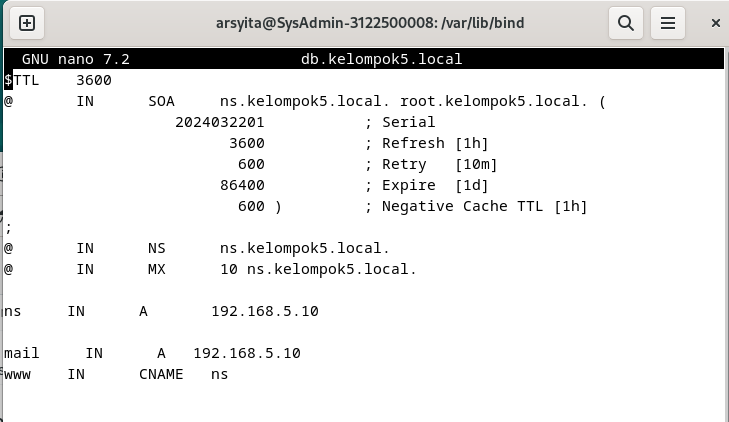 arsyita@SysAdmin-3122500008: /var/lib/bind
GNU nano 7.2 db.kelompok5.local
$TTL 3600
@ IN SOA ns.kelompok5.local. root.kelompok5.local. (
2024032201 ; Serial
3600 ; Refresh [1h]
600 ; Retry [10m]
86400 ; Expire [1d]
600 ) ; Negative Cache TTL [1h]
;
@ IN NS ns.kelompok5.local.
@ IN MX 10 ns.kelompok5.local.
ns IN A 192.168.5.10
mail IN A 192.168.5.10
www IN CNAME ns